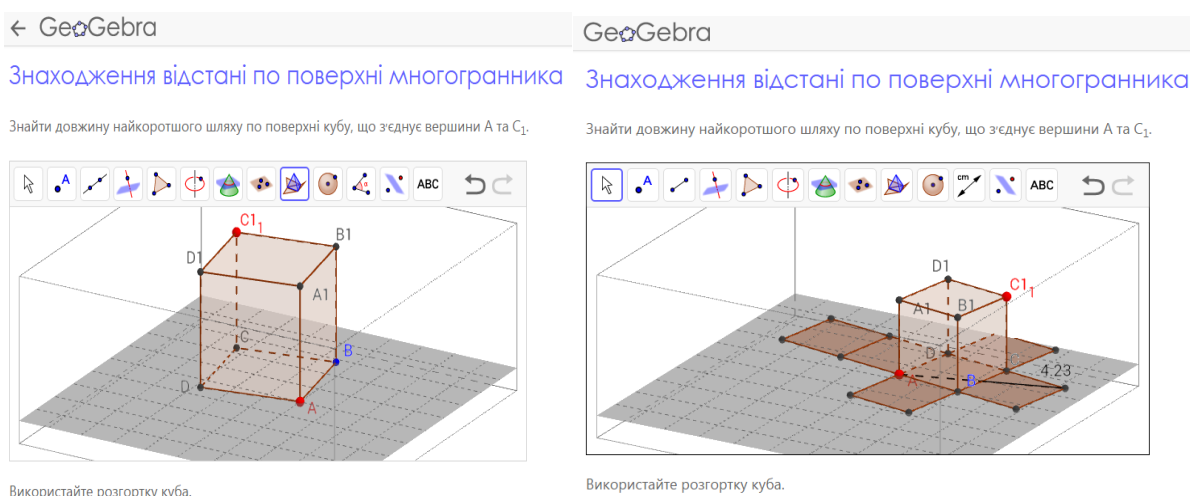 ← GeoGebra
Знаходження відстані по поверхні многогранника
Знайти довжину найкоротшого шляху по поверхні кубу, що з'єднує вершини A та C₁.
ABC
C1₁
B1
D1
A1
C
B
D
A
Використайте розгортку куба.
GeoGebra
Знаходження відстані по поверхні многогранника
Знайти довжину найкоротшого шляху по поверхні кубу, що з'єднує вершини A та C₁.
cm
ABC
D1
C1₁
A1
B1
D
4.23
A
B
Використайте розгортку куба.